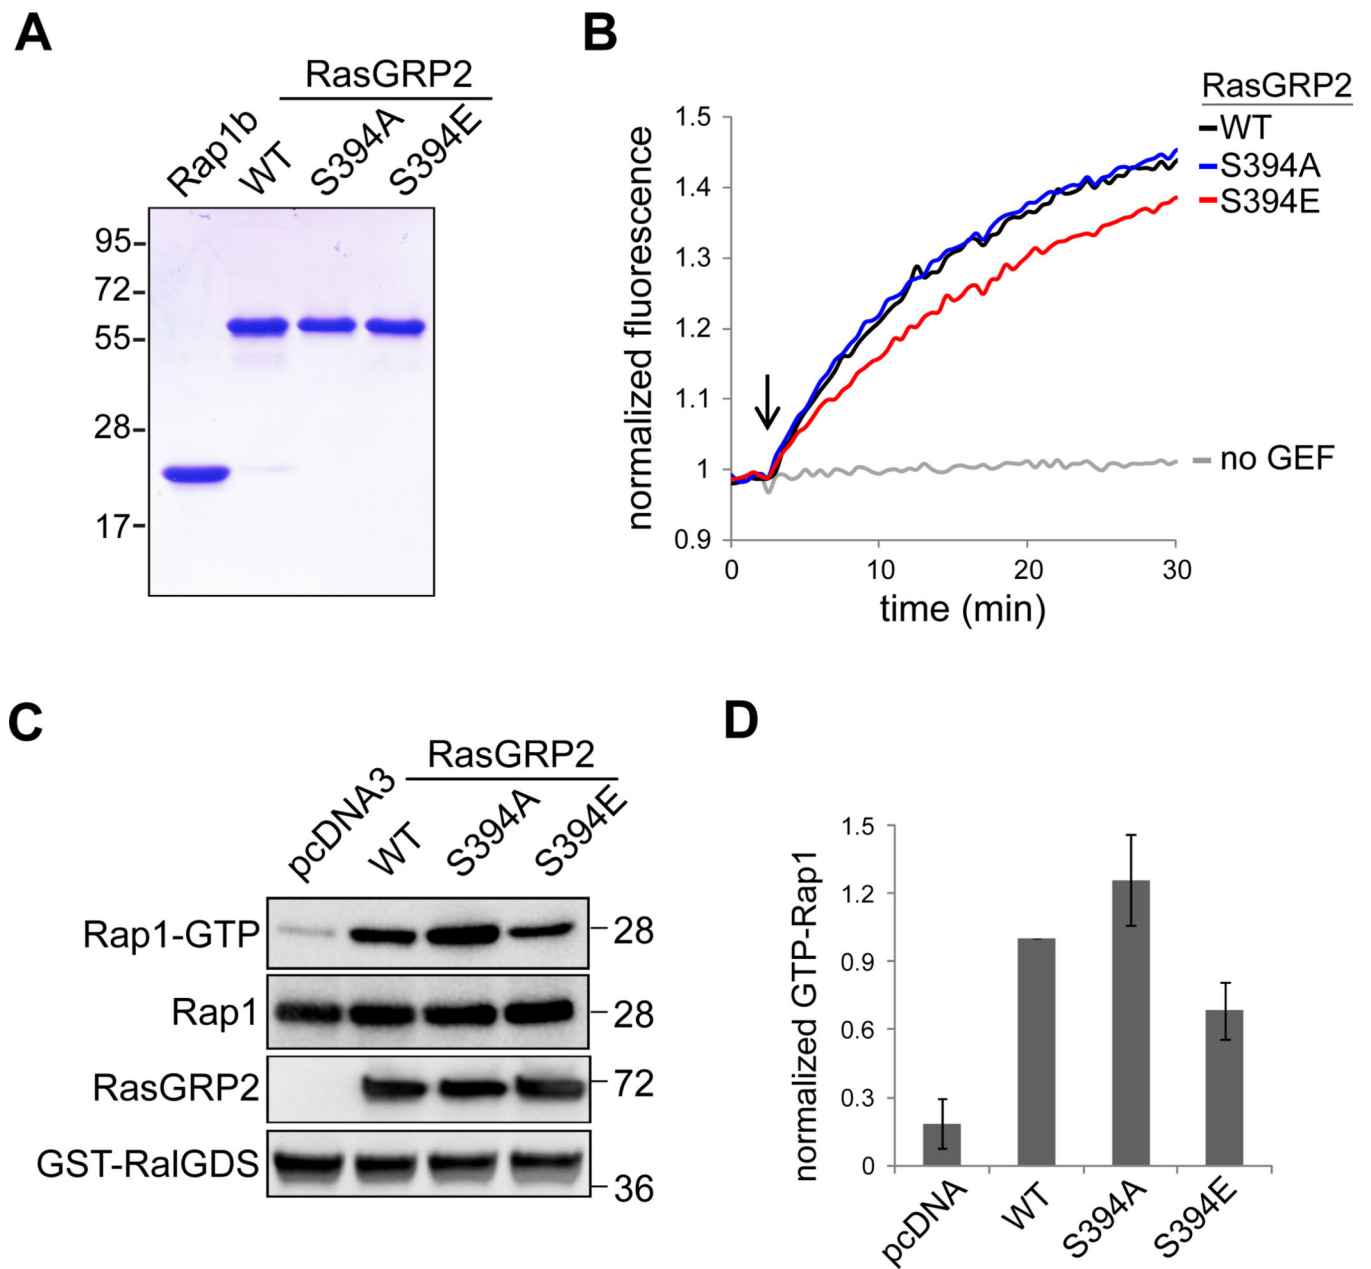 A
RasGRP2
Rap1b
WT
S394A
S394E
95
72
55
28
17
B
RasGRP2
WT
S394A
S394E
no GEF
normalized fluorescence
1.5
1.4
1.3
1.2
1.1
1
0.9
0
10
20
30
time (min)
C
RasGRP2
pcDNA3
WT
S394A
S394E
Rap1-GTP
28
Rap1
28
RasGRP2
72
GST-RalGDS
36
D
normalized GTP-Rap1
1.5
1.2
0.9
0.6
0.3
0
pcDNA
WT
S394A
S394E